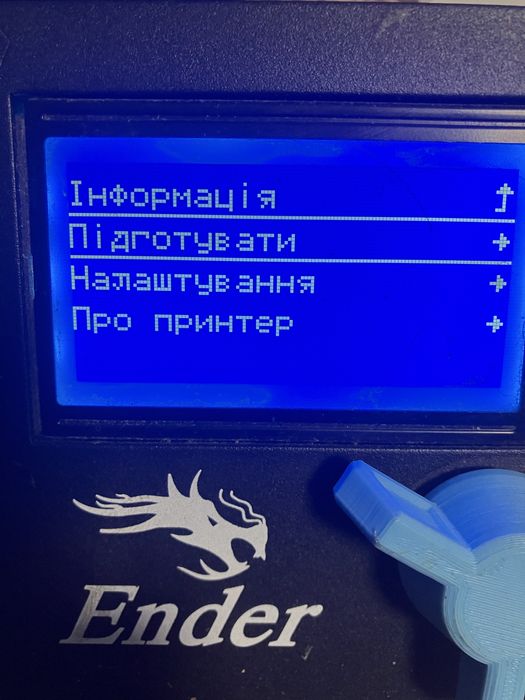 Інформація
Підготувати
Налаштування
Про принтер
Ender